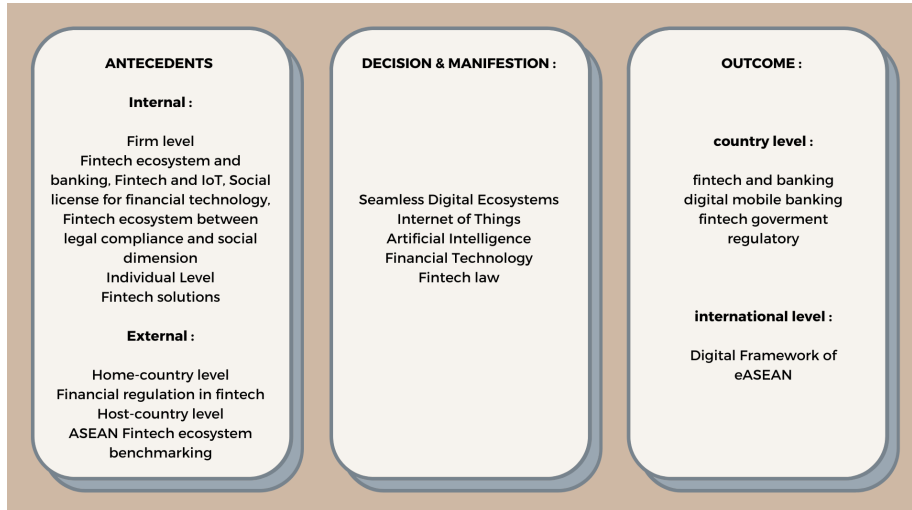 ANTECEDENTS
Internal :
Firm level
Fintech ecosystem and
banking, Fintech and IoT, Social
license for financial technology,
Fintech ecosystem between
legal compliance and social
dimension
Individual Level
Fintech solutions
External :
Home-country level
Financial regulation in fintech
Host-country level
ASEAN Fintech ecosystem
benchmarking
DECISION & MANIFESTION :
Seamless Digital Ecosystems
Internet of Things
Artificial Intelligence
Financial Technology
Fintech law
OUTCOME :
country level :
fintech and banking
digital mobile banking
fintech goverment
regulatory
international level :
Digital Framework of
eASEAN